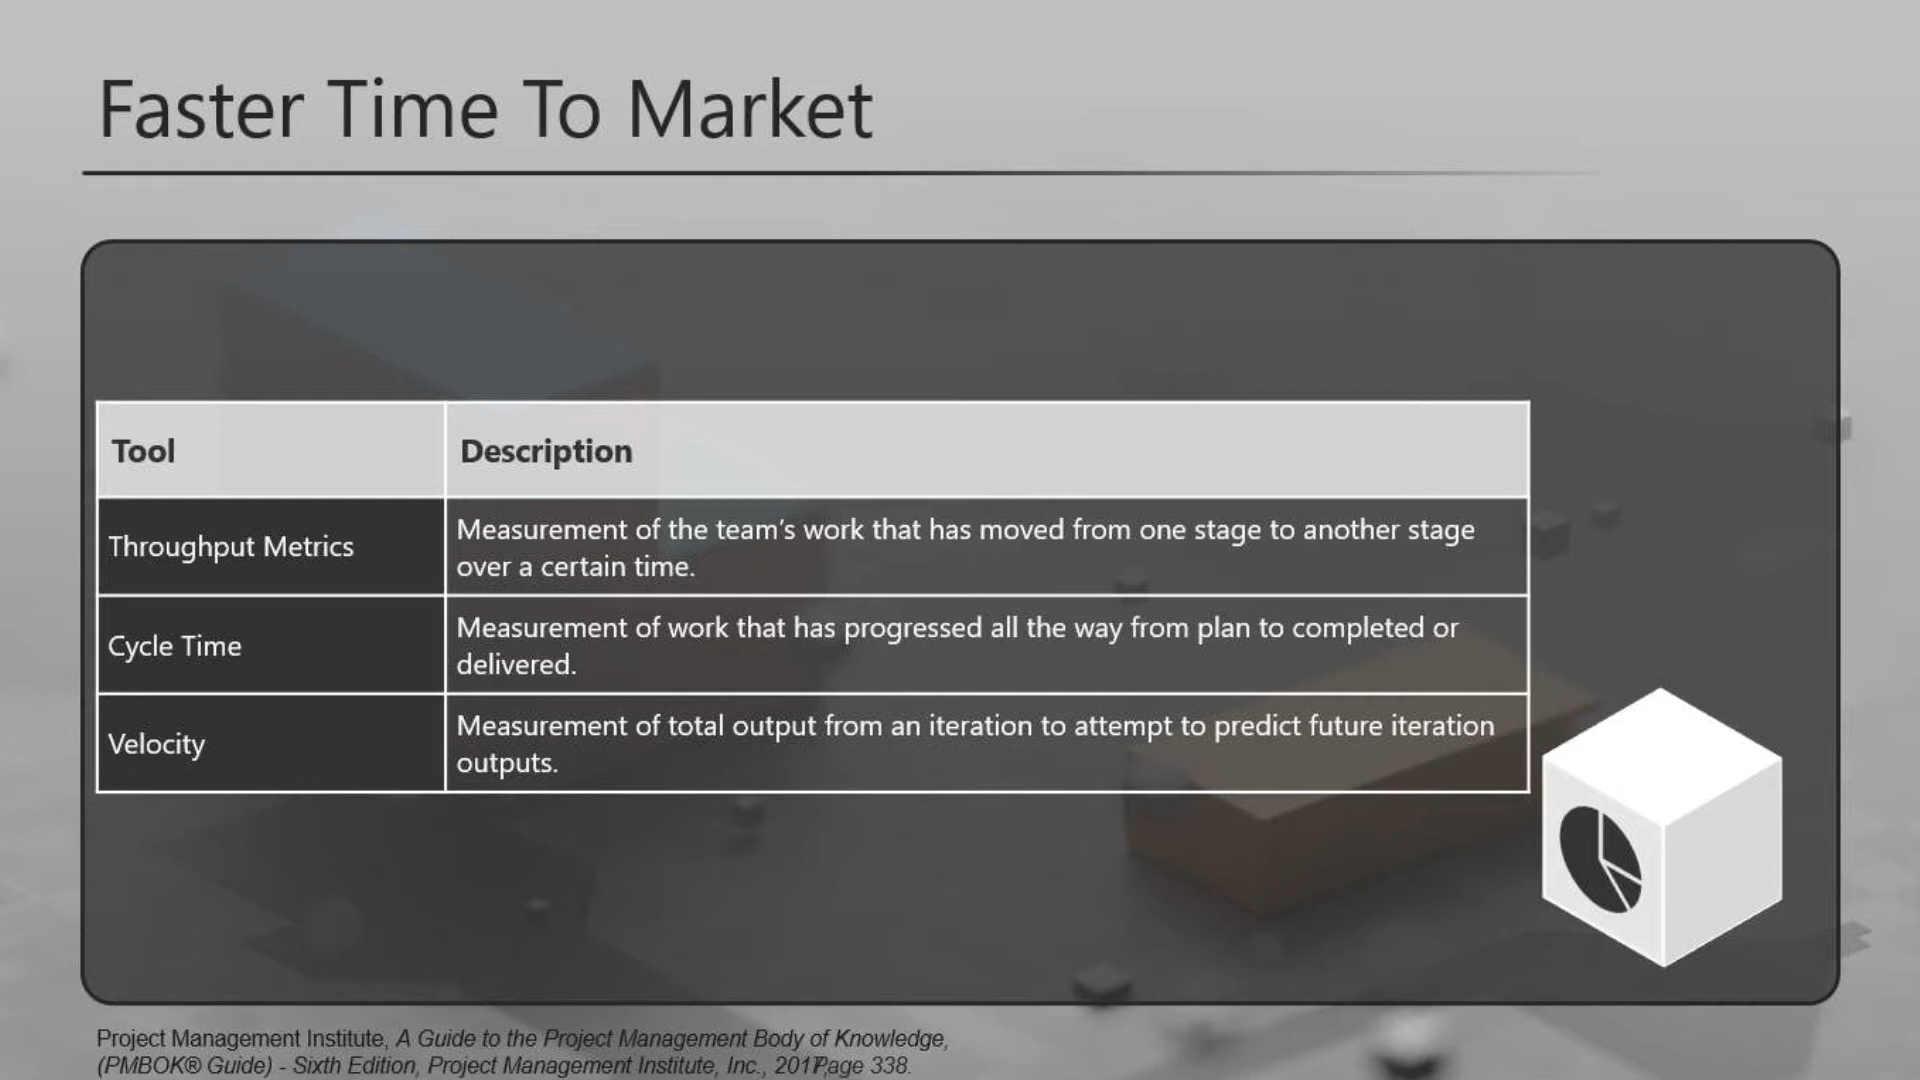 Faster Time To Market
Tool
Description
Throughput Metrics
Measurement of the team's work that has moved from one stage to another stage
over a certain time.
Cycle Time
Measurement of work that has progressed all the way from plan to completed or
delivered.
Velocity
Measurement of total output from an iteration to attempt to predict future iteration
outputs.
Project Management Institute, A Guide to the Project Management Body of Knowledge,
(PMBOK® Guide) - Sixth Edition, Project Management Institute, Inc., 2017, Page 338.